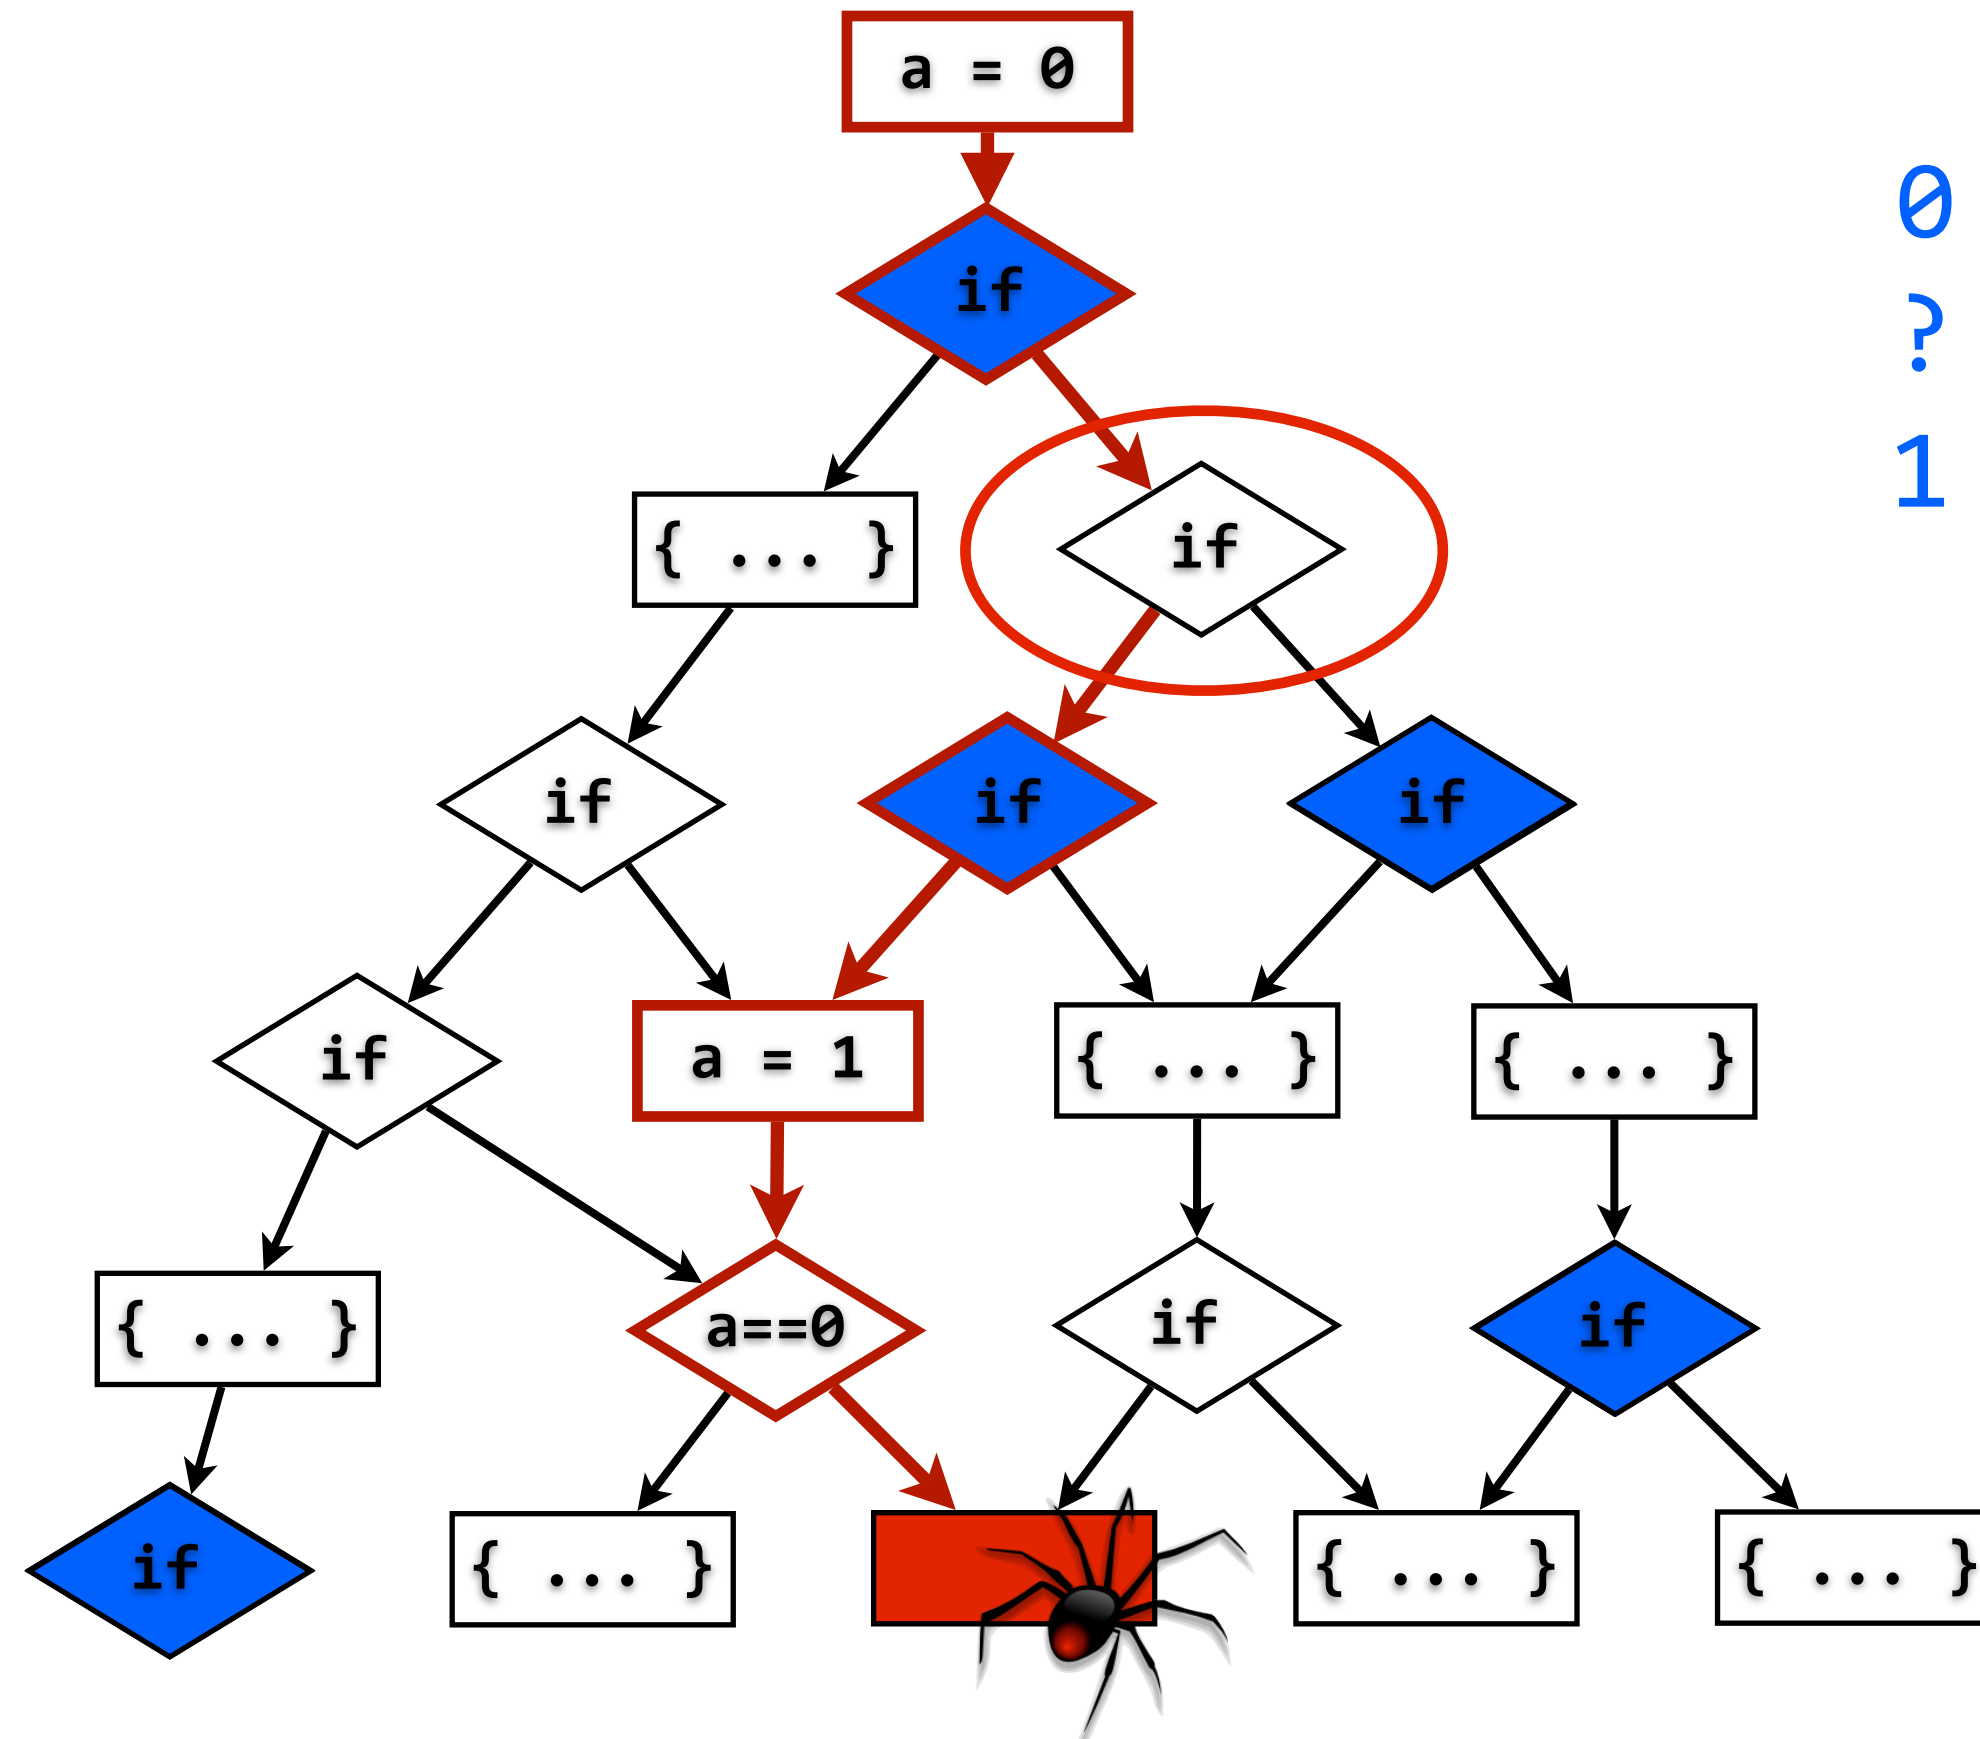 a = 0
0
if
?
1
{ ... }
if
if
if
if
if
a = 1
{ ... }
{ ... }
{ ... }
a==0
if
if
if
{ ... }
{ ... }
{ ... }